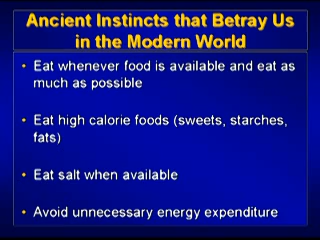 Ancient Instincts that Betray Us
in the Modern World
• Eat whenever food is available and eat as
much as possible
• Eat high calorie foods (sweets, starches,
fats)
• Eat salt when available
• Avoid unnecessary energy expenditure